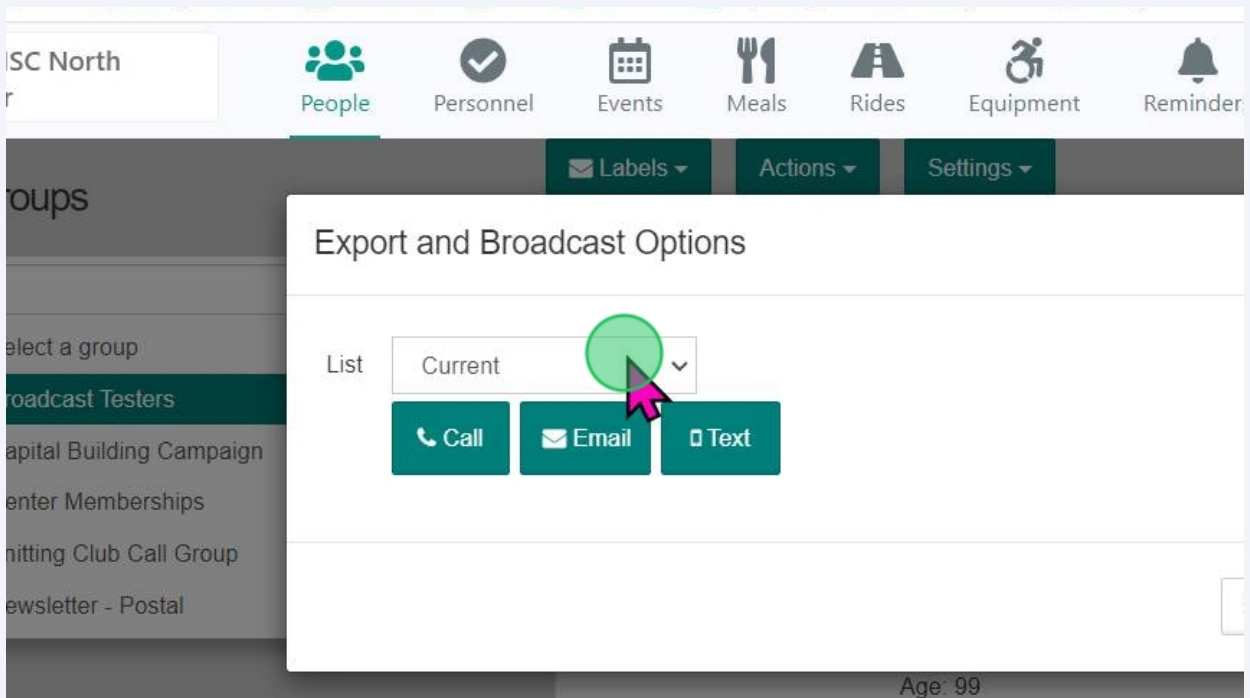 ISC North
r
People
Personnel
Events
Meals
Rides
Equipment
Reminder
roups
Labels
Actions
Settings
Export and Broadcast Options
elect a group
List
Current
roadcast Testers
Call
Email
Text
apital Building Campaign
enter Memberships
nitting Club Call Group
ewsletter - Postal
Age: 99